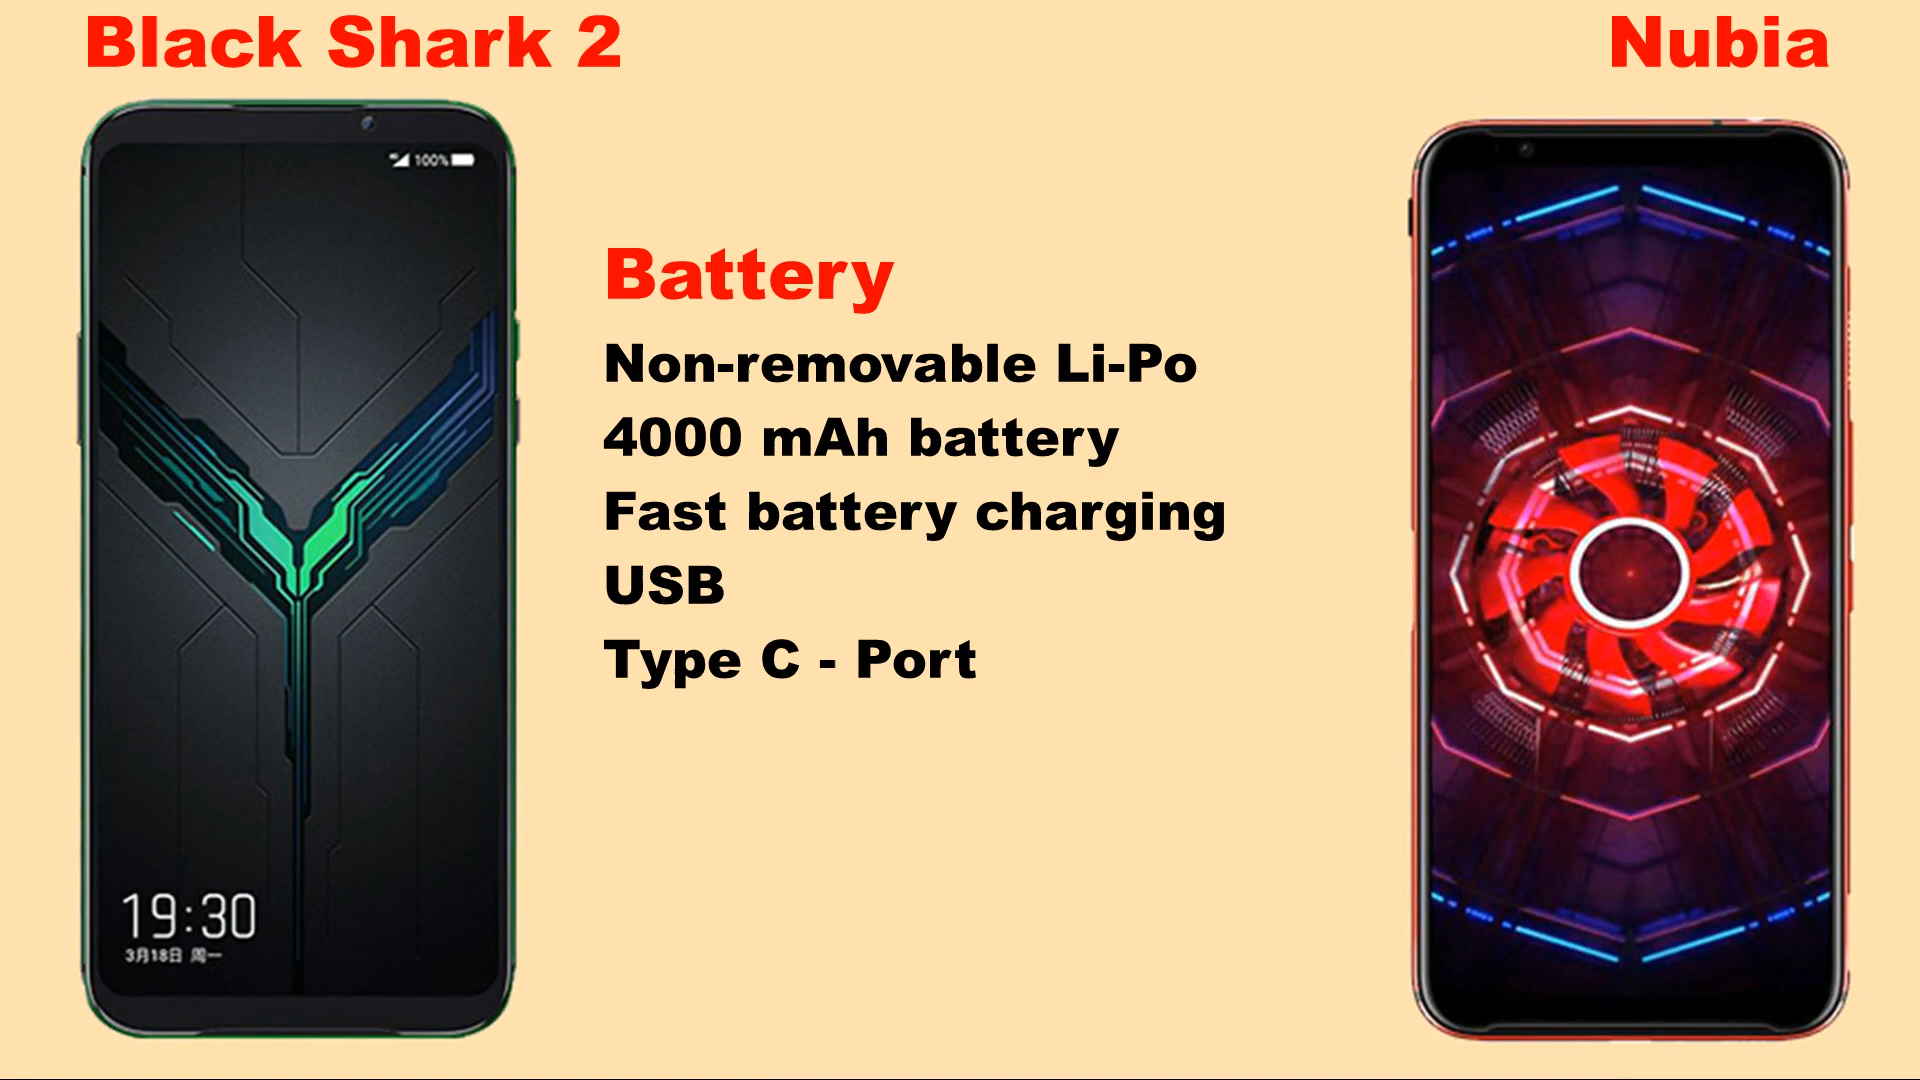 Black Shark 2
Nubia
100%
Battery
Non-removable Li-Po
4000 mAh battery
Fast battery charging
USB
Type C - Port
19:30
3月18日 周一